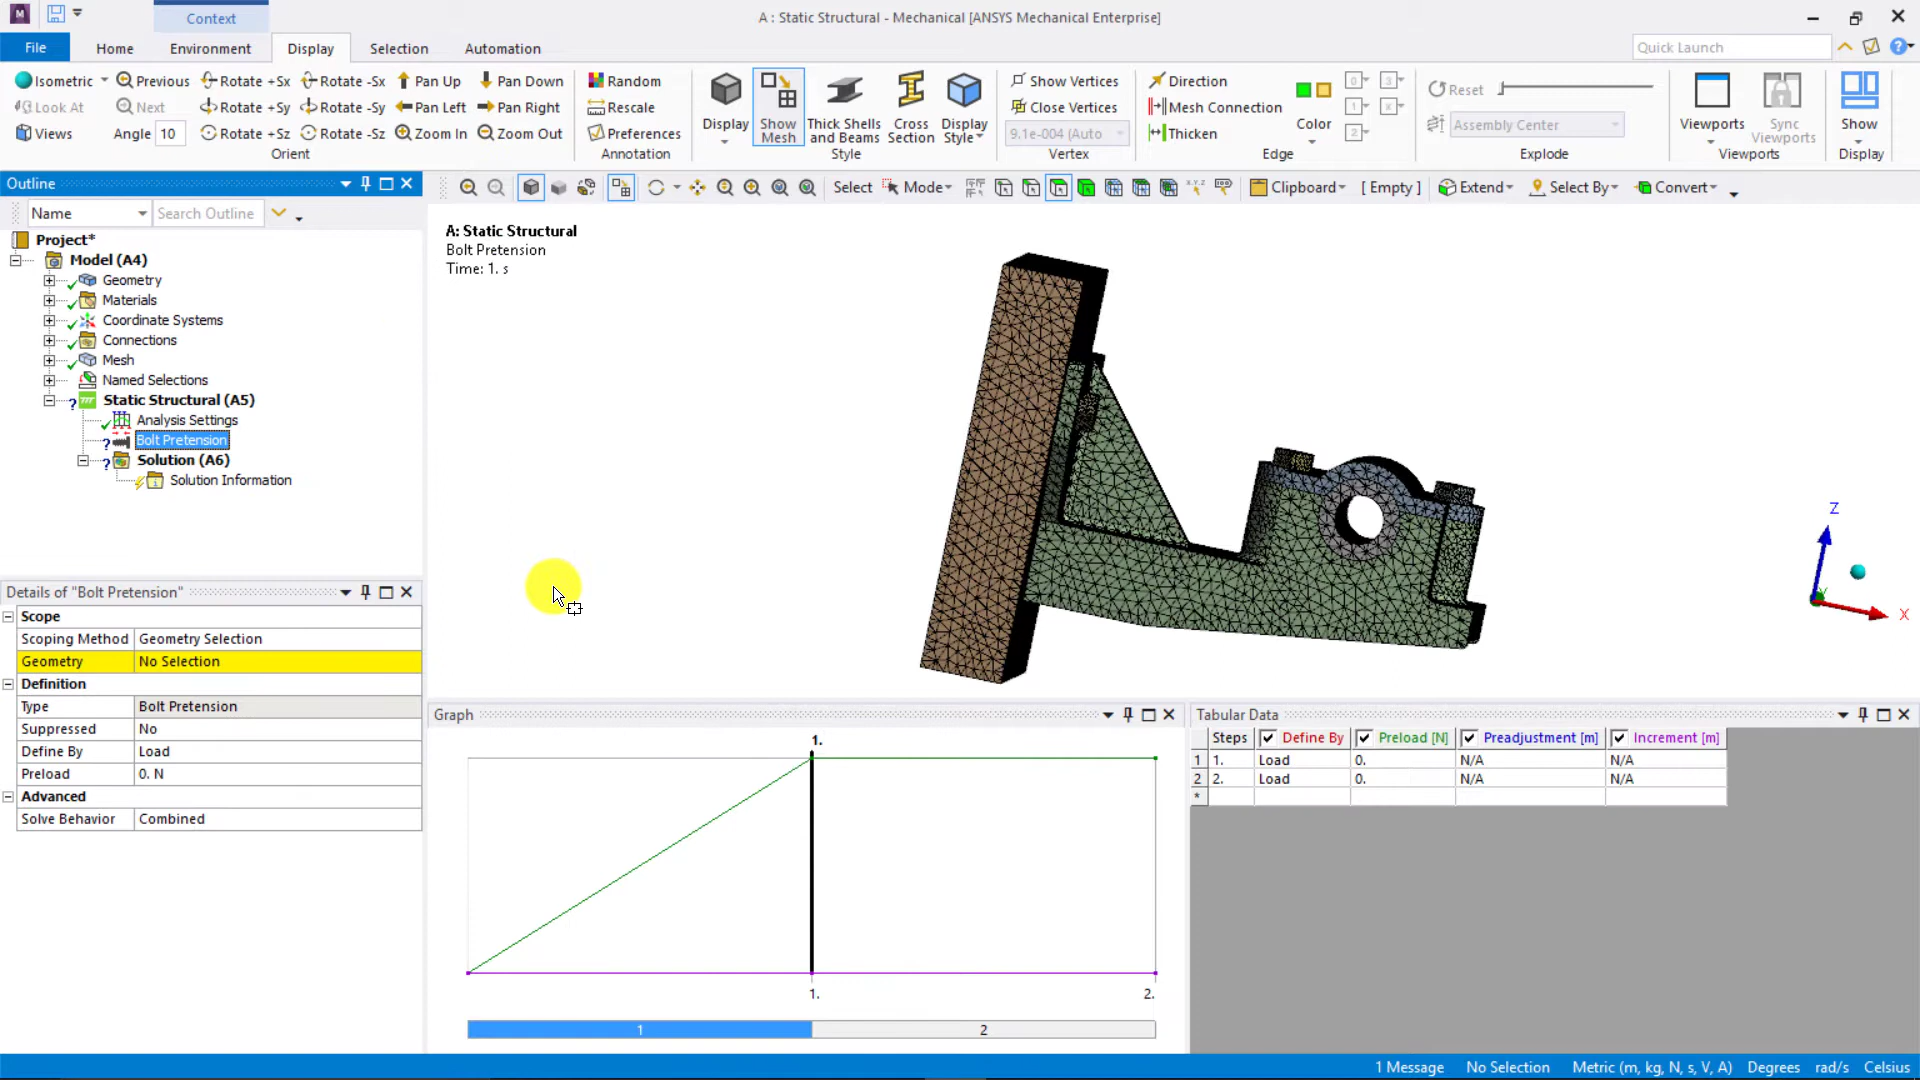 Context
A : Static Structural - Mechanical [ANSYS Mechanical Enterprise]
File Home Environment Display Selection Automation
Quick Launch
Isometric Previous Rotate +Sx Rotate -Sx Pan Up Pan Down
Look At Next Rotate +Sy Rotate -Sy Pan Left Pan Right
Views Angle 10 Rotate +Sz Rotate -Sz Zoom In Zoom Out
Orient
Random
Rescale
Preferences
Annotation
Display
Show Mesh
Thick Shells and Beams
Cross Section
Display Style
Style
Show Vertices
Close Vertices
9.1e-004 (Auto
Vertex
Direction
Mesh Connection
Thicken
Color
Edge
Reset
Assembly Center
Explode
Viewports
Sync Viewports
Viewports
Show
Display
Outline
Select Mode Clipboard [ Empty ] Extend Select By Convert
Name Search Outline
Project*
Model (A4)
Geometry
Materials
Coordinate Systems
Connections
Mesh
Named Selections
Static Structural (A5)
Analysis Settings
Bolt Pretension
Solution (A6)
Solution Information
A: Static Structural
Bolt Pretension
Time: 1. s
Z
Y
X
Details of "Bolt Pretension"
Scope
Scoping Method Geometry Selection
Geometry No Selection
Definition
Type Bolt Pretension
Suppressed No
Define By Load
Preload 0. N
Advanced
Solve Behavior Combined
Graph
1.
1. 2.
1 2
Tabular Data
Steps Define By Preload [N] Preadjustment [m] Increment [m]
1 1. Load 0. N/A N/A
2 2. Load 0. N/A N/A
*
1 Message No Selection Metric (m, kg, N, s, V, A) Degrees rad/s Celsius